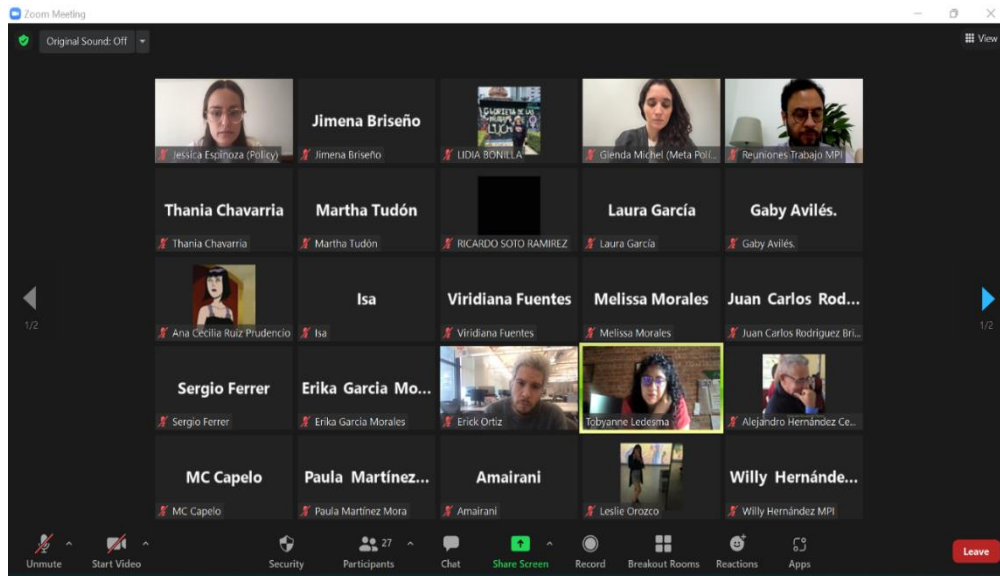 Zoom Meeting
Original Sound: Off
View
GLORIETA DE LAS
Jessica Espinoza (Policy)
Jimena Briseño
Jimena Briseño
LIDIA BONILLA
Glenda Michel (Meta Polí...
Reuniones Trabajo MPI
Thania Chavarria
Thania Chavarria
Martha Tudón
Martha Tudón
RICARDO SOTO RAMIREZ
Laura García
Laura García
Gaby Avilés.
Gaby Avilés.
1/2
Ana Cecilia Ruiz Prudencio
Isa
Isa
Viridiana Fuentes
Viridiana Fuentes
Melissa Morales
Melissa Morales
Juan Carlos Rod...
Juan Carlos Rodriguez Bri...
1/2
Sergio Ferrer
Sergio Ferrer
Erika Garcia Mo...
Erika Garcia Morales
Erick Ortiz
Tobyanne Ledesma
Alejandro Hernández Ce...
MC Capelo
MC Capelo
Paula Martínez...
Paula Martínez Mora
Amairani
Amairani
Leslie Orozco
Willy Hernánde...
Willy Hernández MPI
Unmute
Start Video
Security
27
Participants
Chat
Share Screen
Record
Breakout Rooms
Reactions
Apps
Leave